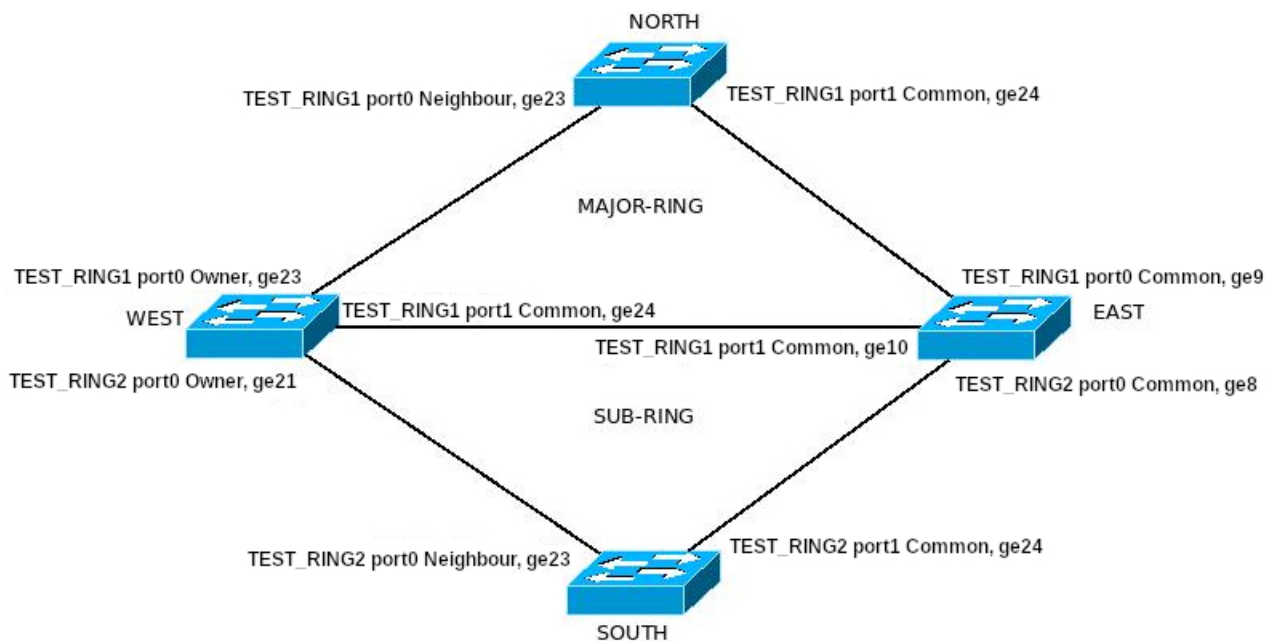 NORTH
TEST_RING1 port0 Neighbour, ge23
TEST_RING1 port1 Common, ge24
MAJOR-RING
TEST_RING1 port0 Owner, ge23
TEST_RING1 port0 Common, ge9
WEST
TEST_RING1 port1 Common, ge24
EAST
TEST_RING1 port1 Common, ge10
TEST_RING2 port0 Owner, ge21
TEST_RING2 port0 Common, ge8
SUB-RING
TEST_RING2 port0 Neighbour, ge23
TEST_RING2 port1 Common, ge24
SOUTH